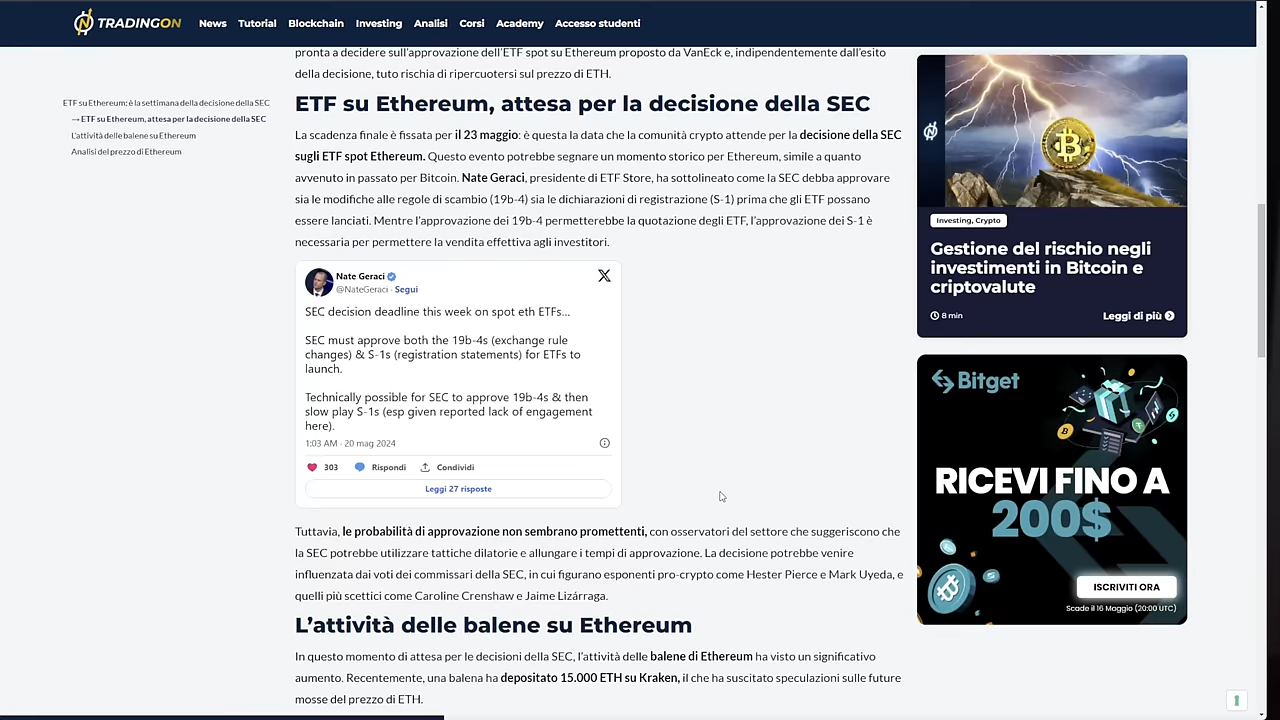 TRADINGON
News Tutorial Blockchain Investing Analisi Corsi Academy Accesso studenti
pronta a decidere sull'approvazione dell'ETF spot su Ethereum proposto da VanEck e, indipendentemente dall'esito
della decisione, tuto rischia di ripercuotersi sul prezzo di ETH.
ETF su Ethereum: è la settimana della decisione della SEC
→ ETF su Ethereum, attesa per la decisione della SEC
L'attività delle balene su Ethereum
Analisi del prezzo di Ethereum
ETF su Ethereum, attesa per la decisione della SEC
La scadenza finale è fissata per il 23 maggio: è questa la data che la comunità crypto attende per la decisione della SEC
sugli ETF spot Ethereum. Questo evento potrebbe segnare un momento storico per Ethereum, simile a quanto
avvenuto in passato per Bitcoin. Nate Geraci, presidente di ETF Store, ha sottolineato come la SEC debba approvare
sia le modifiche alle regole di scambio (19b-4) sia le dichiarazioni di registrazione (S-1) prima che gli ETF possano
essere lanciati. Mentre l'approvazione dei 19b-4 permetterebbe la quotazione degli ETF, l'approvazione dei S-1 è
necessaria per permettere la vendita effettiva agli investitori.
Nate Geraci
@NateGeraci · Segui
SEC decision deadline this week on spot eth ETFs...
SEC must approve both the 19b-4s (exchange rule
changes) & S-1s (registration statements) for ETFs to
launch.
Technically possible for SEC to approve 19b-4s & then
slow play S-1s (esp given reported lack of engagement
here).
1:03 AM · 20 mag 2024
303 Rispondi Condividi
Leggi 27 risposte
Tuttavia, le probabilità di approvazione non sembrano promettenti, con osservatori del settore che suggeriscono che
la SEC potrebbe utilizzare tattiche dilatorie e allungare i tempi di approvazione. La decisione potrebbe venire
influenzata dai voti dei commissari della SEC, in cui figurano esponenti pro-crypto come Hester Pierce e Mark Uyeda, e
quelli più scettici come Caroline Crenshaw e Jaime Lizárraga.
L'attività delle balene su Ethereum
In questo momento di attesa per le decisioni della SEC, l'attività delle balene di Ethereum ha visto un significativo
aumento. Recentemente, una balena ha depositato 15.000 ETH su Kraken, il che ha suscitato speculazioni sulle future
mosse del prezzo di ETH.
Investing, Crypto
Gestione del rischio negli
investimenti in Bitcoin e
criptovalute
8 min Leggi di più
Bitget
RICEVI FINO A
200$
ISCRIVITI ORA
Scade il 16 Maggio (20:00 UTC)